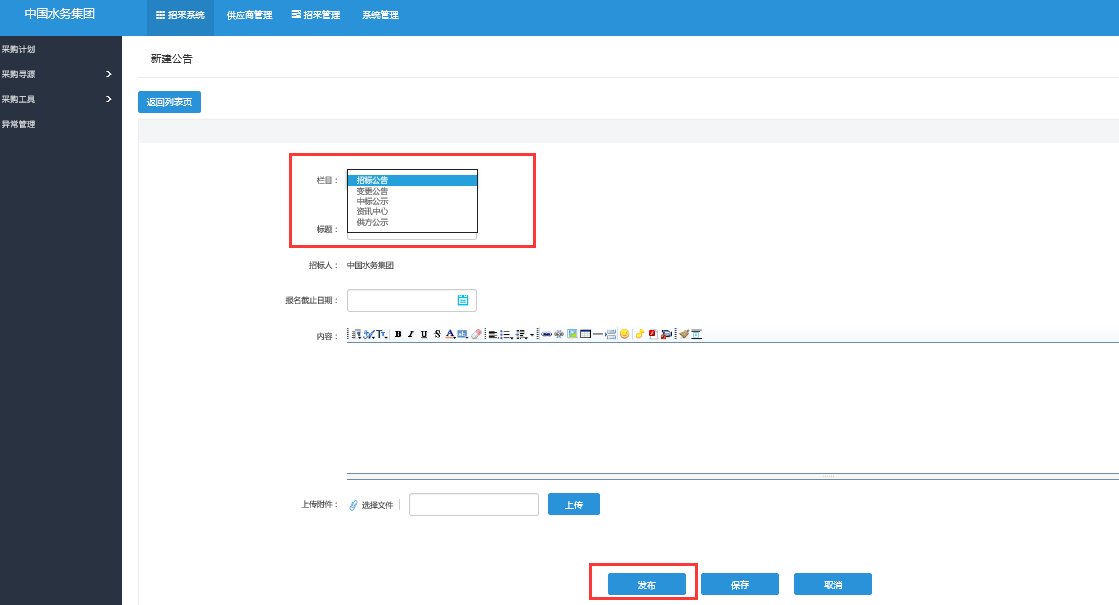 中国水务集团 招采系统 供应商管理 招采管理 系统管理
采购计划
采购寻源
采购工具
异常管理
新建公告
返回列表页
栏目： 招标公告
变更公告
中标公示
资讯中心
供方公示
标题：
招标人： 中国水务集团
报名截止日期：
内容：
上传附件： 选择文件 上传
发布 保存 取消